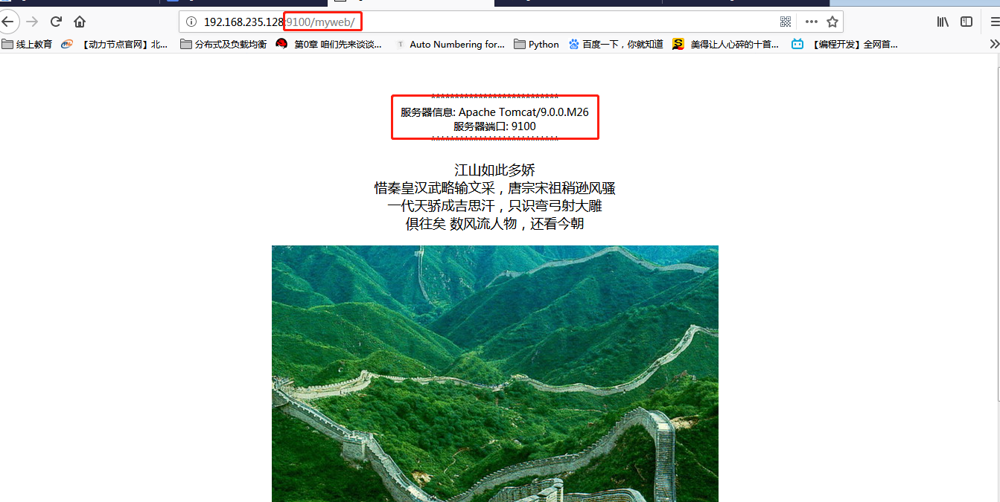 192.168.235.128:9100/myweb/
线上教育 【动力节点官网】北... 分布式及负载均衡 第0章 咱们先来谈谈... Auto Numbering for... Python 百度一下，你就知道 美得让人心碎的十首... 【编程开发】全网首...
服务器信息: Apache Tomcat/9.0.0.M26
服务器端口: 9100
江山如此多娇
惜秦皇汉武略输文采，唐宗宋祖稍逊风骚
一代天骄成吉思汗，只识弯弓射大雕
俱往矣 数风流人物，还看今朝